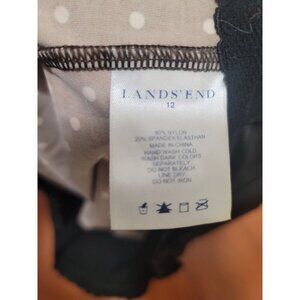 LANDS' END
12
80% NYLON
20% SPANDEX/ELASTHAN
MADE IN CHINA
HAND WASH COLD
WASH DARK COLORS
SEPARATELY
DO NOT BLEACH
LINE DRY
DO NOT IRON